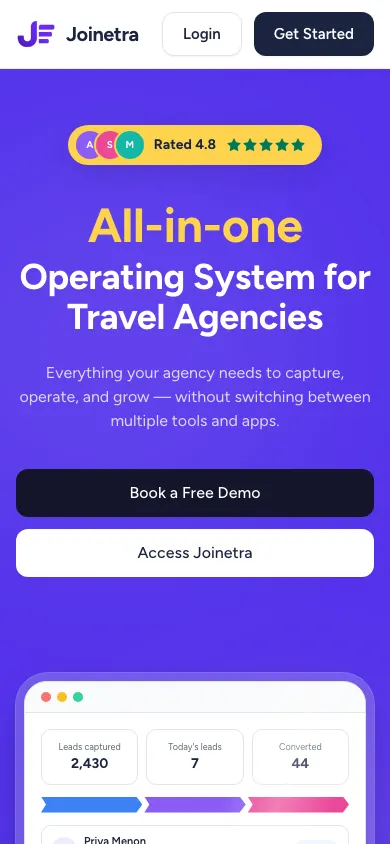 Joinetra
Login
Get Started
A S M Rated 4.8
All-in-one
Operating System for
Travel Agencies
Everything your agency needs to capture,
operate, and grow — without switching between
multiple tools and apps.
Book a Free Demo
Access Joinetra
Leads captured
2,430
Today's leads
7
Converted
44
Priya Menon